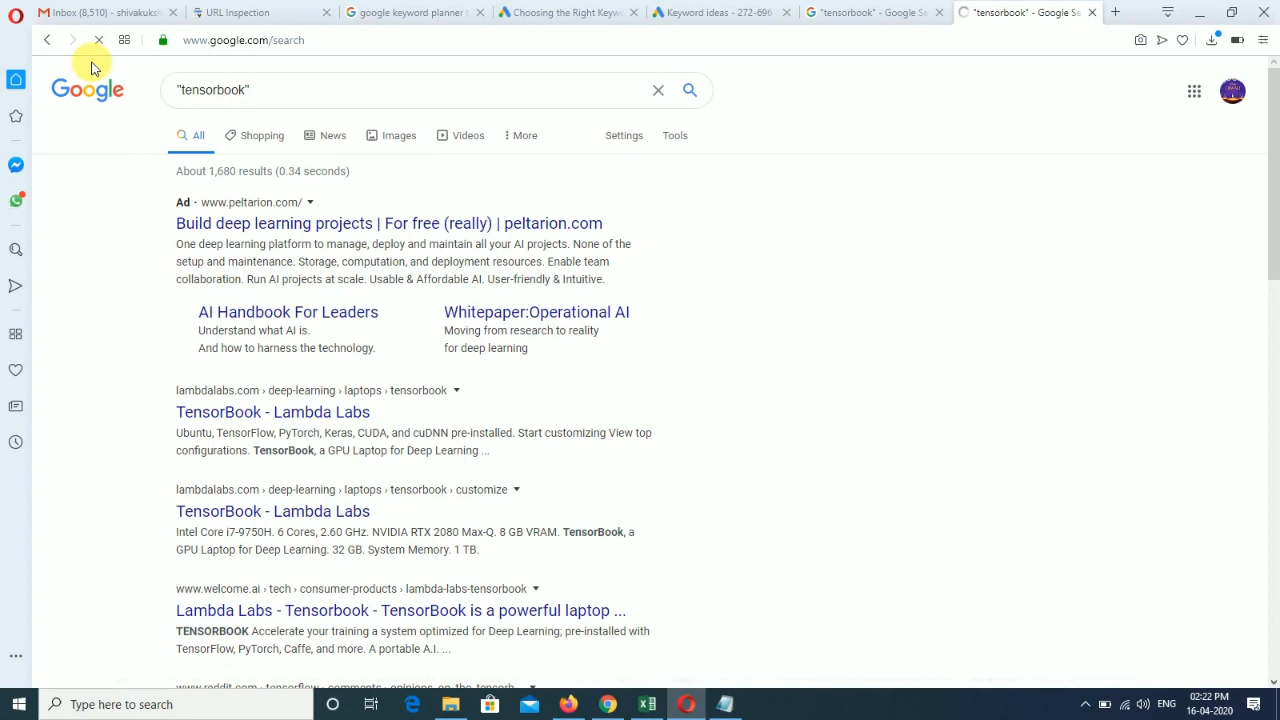 Inbox (8,510) - shivakuksh
URL Inspection
google keyword planner
Choosing the Right Keyw
Keyword ideas - 272-696
"tensorbook" - Google Se
"tensorbook" - Google Se
www.google.com/search
Google
"tensorbook"
All
Shopping
News
Images
Videos
More
Settings
Tools
About 1,680 results (0.34 seconds)
Ad · www.peltarion.com/
Build deep learning projects | For free (really) | peltarion.com
One deep learning platform to manage, deploy and maintain all your AI projects. None of the
setup and maintenance. Storage, computation, and deployment resources. Enable team
collaboration. Run AI projects at scale. Usable & Affordable AI. User-friendly & Intuitive.
AI Handbook For Leaders
Understand what AI is.
And how to harness the technology.
Whitepaper:Operational AI
Moving from research to reality
for deep learning
lambdalabs.com › deep-learning › laptops › tensorbook
TensorBook - Lambda Labs
Ubuntu, TensorFlow, PyTorch, Keras, CUDA, and cuDNN pre-installed. Start customizing View top
configurations. TensorBook, a GPU Laptop for Deep Learning ...
lambdalabs.com › deep-learning › laptops › tensorbook › customize
TensorBook - Lambda Labs
Intel Core i7-9750H. 6 Cores, 2.60 GHz. NVIDIA RTX 2080 Max-Q. 8 GB VRAM. TensorBook, a
GPU Laptop for Deep Learning. 32 GB. System Memory. 1 TB.
www.welcome.ai › tech › consumer-products › lambda-labs-tensorbook
Lambda Labs - Tensorbook - TensorBook is a powerful laptop ...
TENSORBOOK Accelerate your training a system optimized for Deep Learning; pre-installed with
TensorFlow, PyTorch, Caffe, and more. A portable A.I. ...
www.reddit.com › tensorflow › comments › opinions_on_the_tensorb
Type here to search
ENG
02:22 PM
16-04-2020